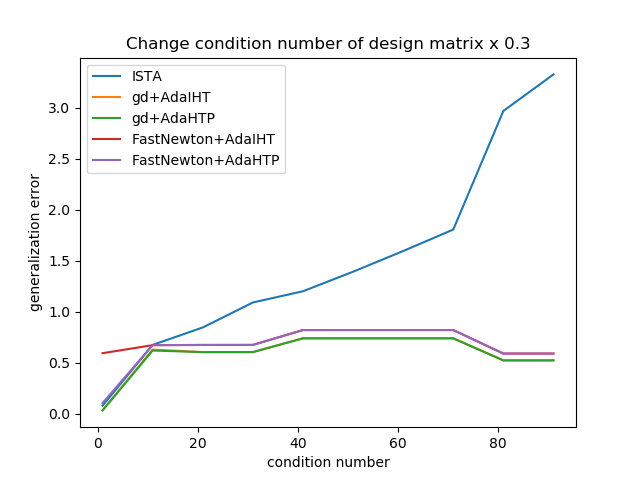 Change condition number of design matrix x 0.3
ISTA
gd+AdaIHT
gd+AdaHTP
FastNewton+AdaIHT
FastNewton+AdaHTP
generalization error
3.0
2.5
2.0
1.5
1.0
0.5
0.0
0 20 40 60 80
condition number